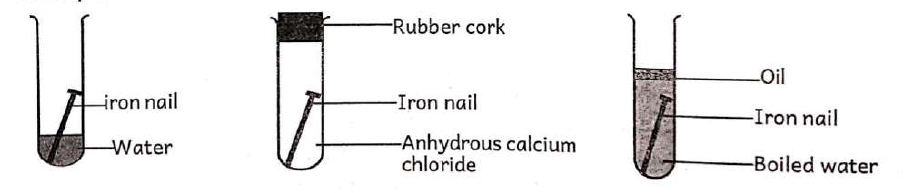 iron nail
Water
Rubber cork
Iron nail
Anhydrous calcium
chloride
Oil
Iron nail
Boiled water